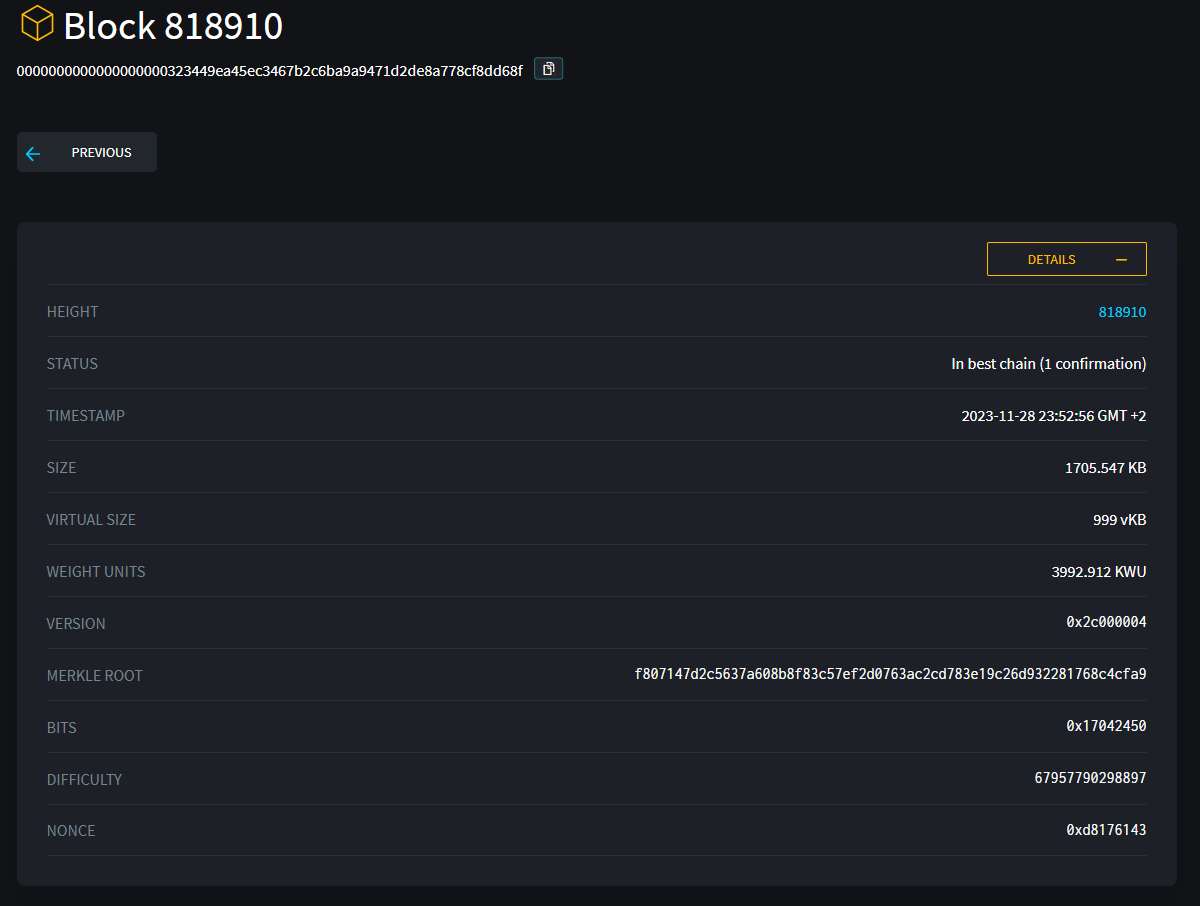 Block 818910
0000000000000000000323449ea45ec3467b2c6ba9a9471d2de8a778cf8dd68f
PREVIOUS
DETAILS
HEIGHT 818910
STATUS In best chain (1 confirmation)
TIMESTAMP 2023-11-28 23:52:56 GMT +2
SIZE 1705.547 KB
VIRTUAL SIZE 999 vKB
WEIGHT UNITS 3992.912 KWU
VERSION 0x2c000004
MERKLE ROOT f807147d2c5637a608b8f83c57ef2d0763ac2cd783e19c26d932281768c4cfa9
BITS 0x17042450
DIFFICULTY 67957790298897
NONCE 0xd8176143